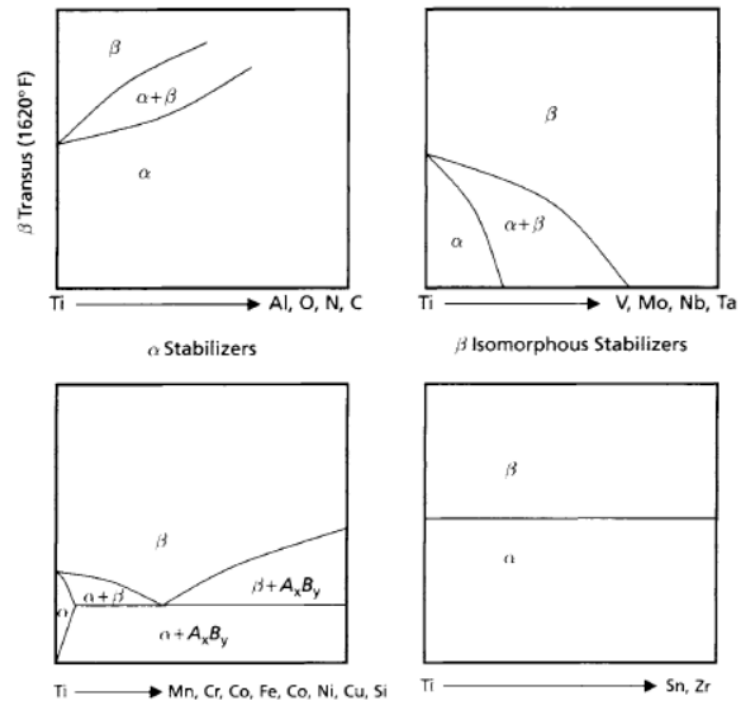 β Transus (1620° F)
β
α+β
α
Ti Al, O, N, C
α Stabilizers
β
α+β
α
Ti V, Mo, Nb, Ta
β Isomorphous Stabilizers
β
α+β
α
β+AxBy
α+AxBy
Ti Mn, Cr, Co, Fe, Co, Ni, Cu, Si
β
α
Ti Sn, Zr